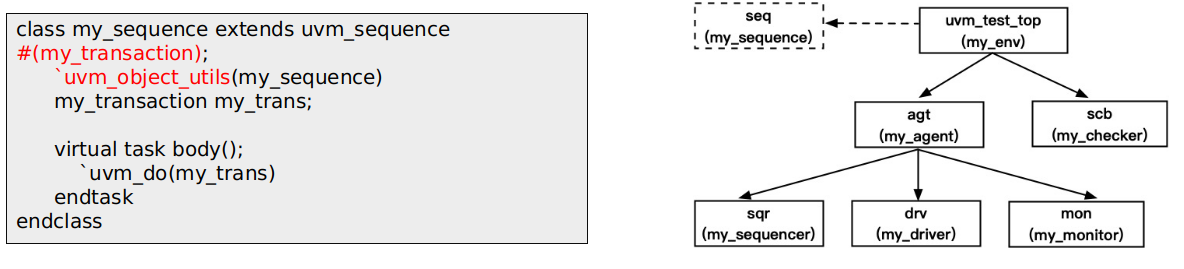 class my_sequence extends uvm_sequence
#(my_transaction);
`uvm_object_utils(my_sequence)
my_transaction my_trans;
virtual task body();
`uvm_do(my_trans)
endtask
endclass
seq
(my_sequence)
uvm_test_top
(my_env)
agt
(my_agent)
scb
(my_checker)
sqr
(my_sequencer)
drv
(my_driver)
mon
(my_monitor)